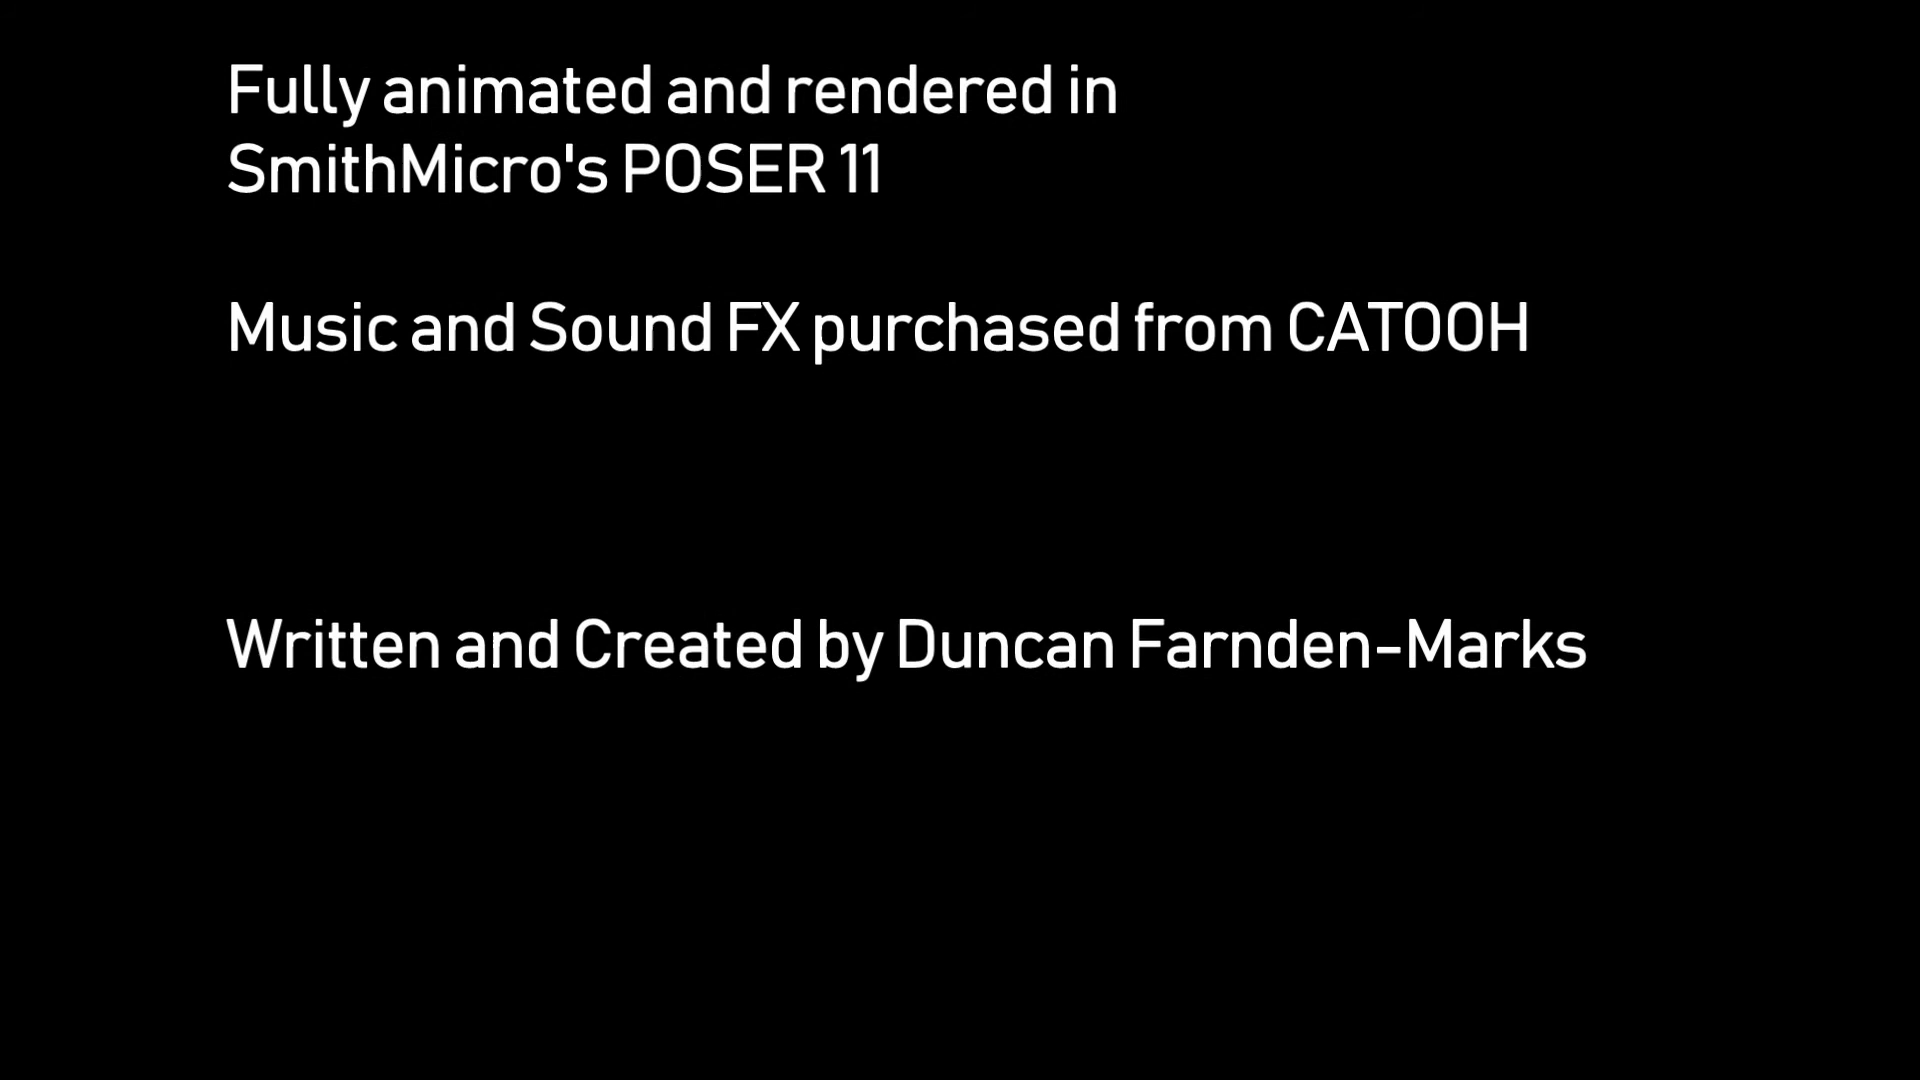 Fully animated and rendered in
SmithMicro's POSER 11
Music and Sound FX purchased from CATOOH
Written and Created by Duncan Farnden-Marks